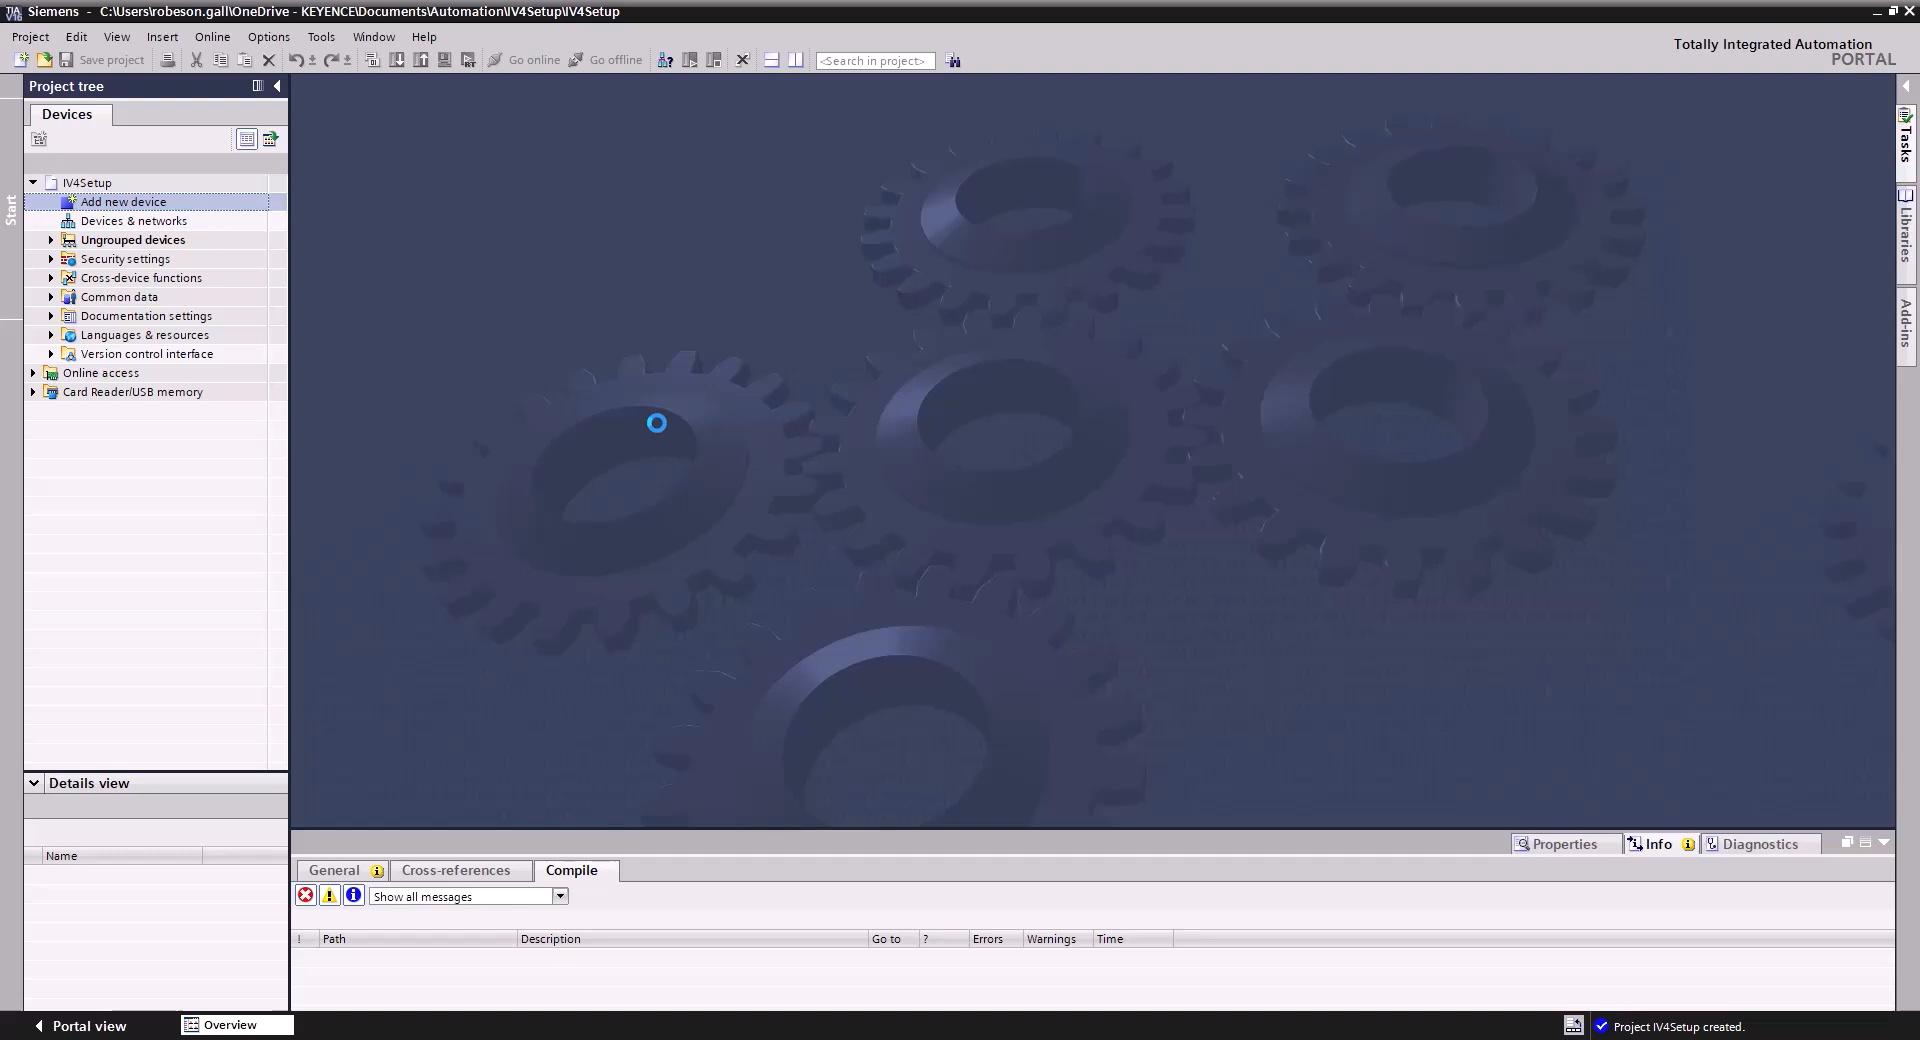 TIA V16 Siemens - C:\Users\robeson.gall\OneDrive - KEYENCE\Documents\Automation\IV4Setup\IV4Setup
Project Edit View Insert Online Options Tools Window Help
Totally Integrated Automation
PORTAL
Save project Go online Go offline <Search in project>
Project tree
Devices
Start
IV4Setup
Add new device
Devices & networks
Ungrouped devices
Security settings
Cross-device functions
Common data
Documentation settings
Languages & resources
Version control interface
Online access
Card Reader/USB memory
Tasks
Libraries
Add-ins
Details view
Name
Properties Info Diagnostics
General Cross-references Compile
Show all messages
! Path Description Go to ? Errors Warnings Time
Portal view Overview Project IV4Setup created.